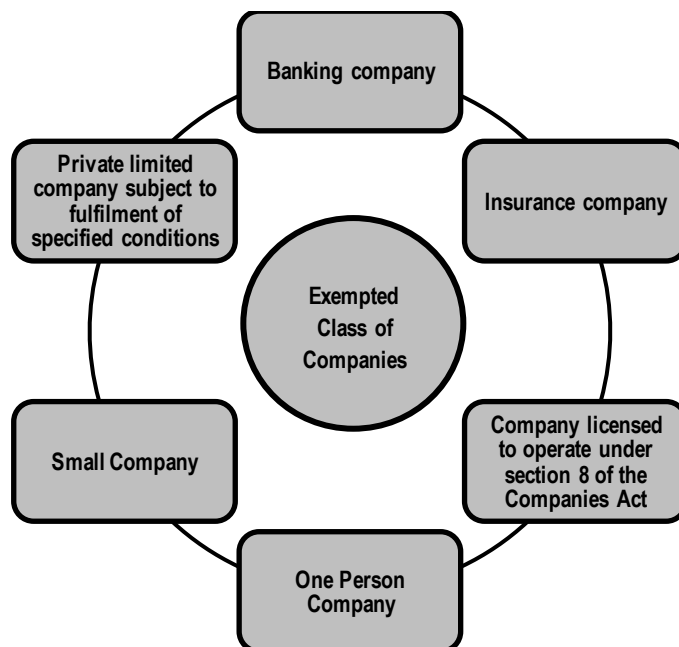 Banking company
Private limited
company subject to
fulfilment of
specified conditions
Insurance company
Exempted
Class of
Companies
Small Company
Company licensed
to operate under
section 8 of the
Companies Act
One Person
Company